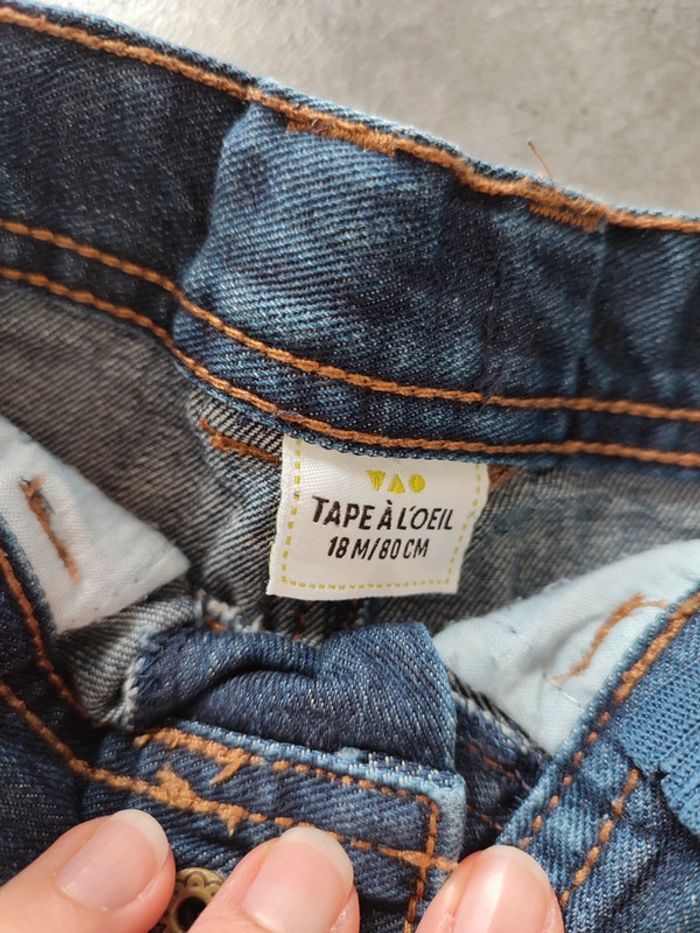 TAO
TAPE À L'OEIL
18 M/80 CM